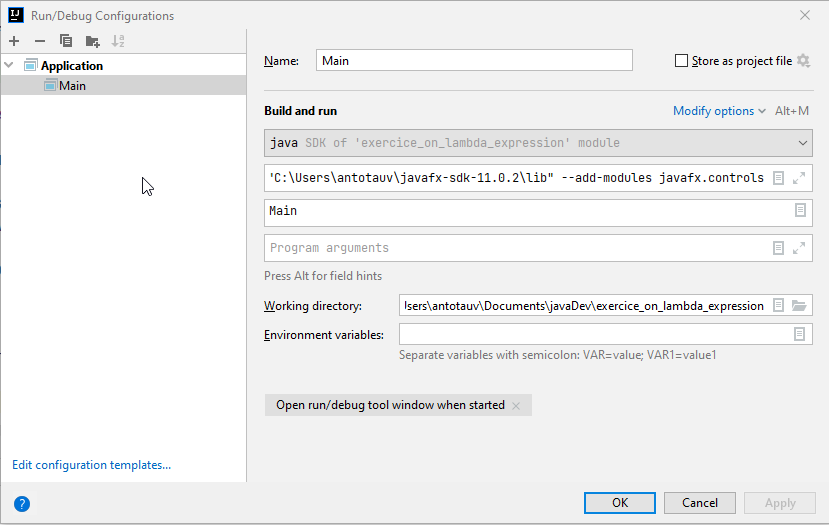 IJ Run/Debug Configurations
Application
Main
Edit configuration templates...
Name: Main
Store as project file
Build and run
Modify options Alt+M
java SDK of 'exercice_on_lambda_expression' module
"C:\Users\antotauv\javafx-sdk-11.0.2\lib" --add-modules javafx.controls
Main
Program arguments
Press Alt for field hints
Working directory: Isers\antotauv\Documents\javaDev\exercice_on_lambda_expression
Environment variables:
Separate variables with semicolon: VAR=value; VAR1=value1
Open run/debug tool window when started
? OK Cancel Apply